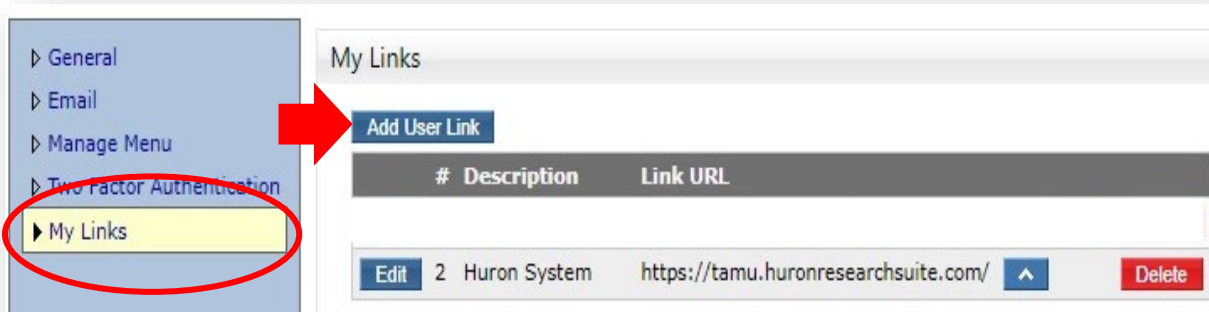 General
Email
Manage Menu
Two Factor Authentication
My Links
My Links
Add User Link
# Description Link URL
Edit 2 Huron System https://tamu.huronresearchsuite.com/ Delete